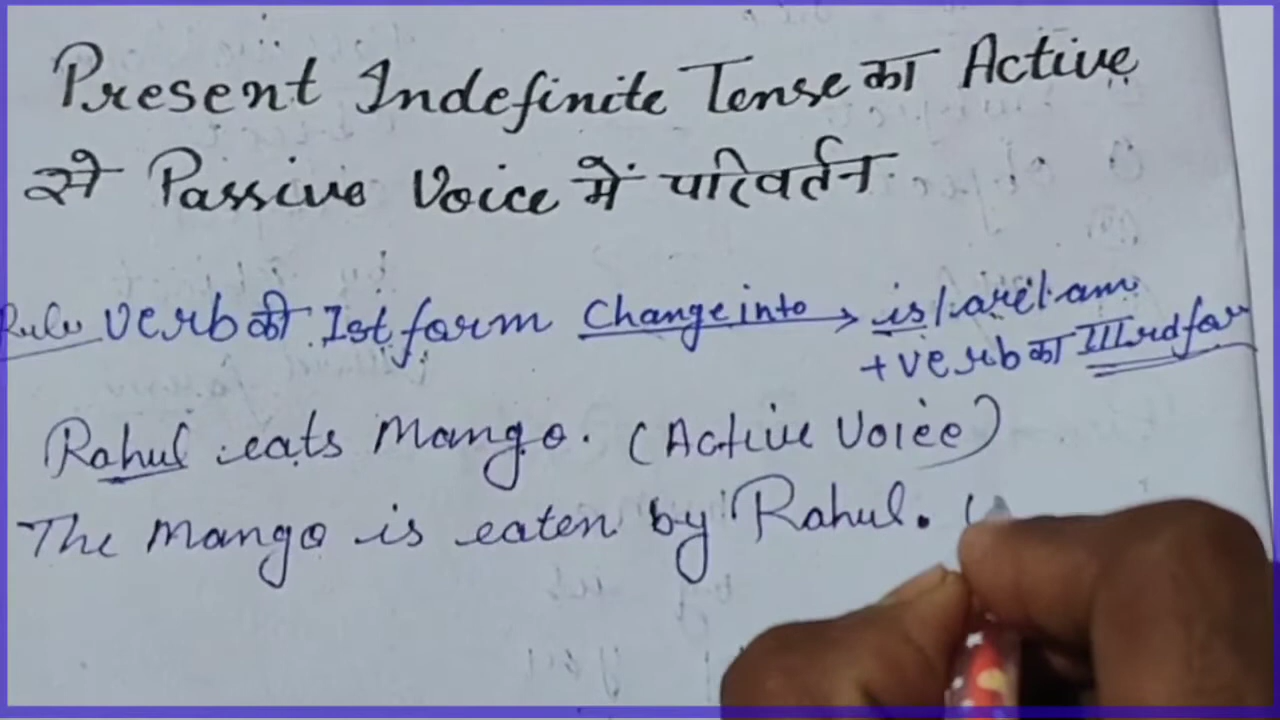 Present Indefinite Tense का Active
से Passive Voice में परिवर्तन
Rule verb की Ist form Change into → is/are/am
+ verb का IIIrd for
Rahul eats Mango. (Active Voice)
The Mango is eaten by Rahul. (